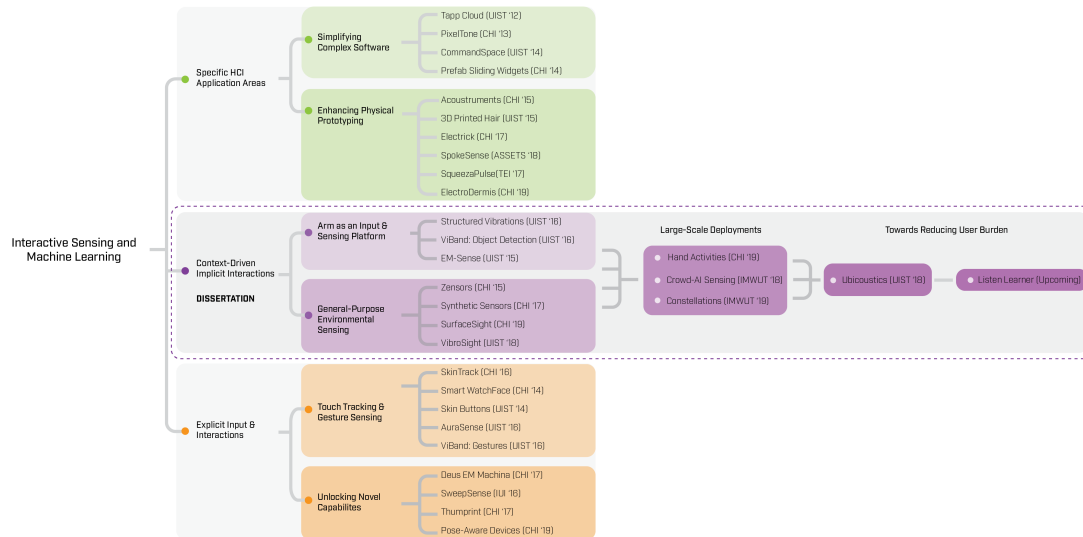 Interactive Sensing and
Machine Learning
Specific HCI
Application Areas
Simplifying
Complex Software
Tapp Cloud (UIST '12)
PixelTone (CHI '13)
CommandSpace (UIST '14)
Prefab Sliding Widgets (CHI '14)
Enhancing Physical
Prototyping
Acoustruments (CHI '15)
3D Printed Hair (UIST '15)
Electrick (CHI '17)
SpokeSense (ASSETS '18)
SqueezaPulse(TEI '17)
ElectroDermis (CHI '19)
Context-Driven
Implicit Interactions
DISSERTATION
Arm as an Input &
Sensing Platform
Structured Vibrations (UIST '16)
ViBand: Object Detection (UIST '16)
EM-Sense (UIST '15)
General-Purpose
Environmental
Sensing
Zensors (CHI '15)
Synthetic Sensors (CHI '17)
SurfaceSight (CHI '19)
VibroSight (UIST '18)
Large-Scale Deployments
Hand Activities (CHI '19)
Crowd-AI Sensing (IMWUT '18)
Constellations (IMWUT '19)
Towards Reducing User Burden
Ubicoustics (UIST '18)
Listen Learner (Upcoming)
Explicit Input &
Interactions
Touch Tracking &
Gesture Sensing
SkinTrack (CHI '16)
Smart WatchFace (CHI '14)
Skin Buttons (UIST '14)
AuraSense (UIST '16)
ViBand: Gestures (UIST '16)
Unlocking Novel
Capabilites
Deus EM Machina (CHI '17)
SweepSense (IUI '16)
Thumprint (CHI '17)
Pose-Aware Devices (CHI '19)